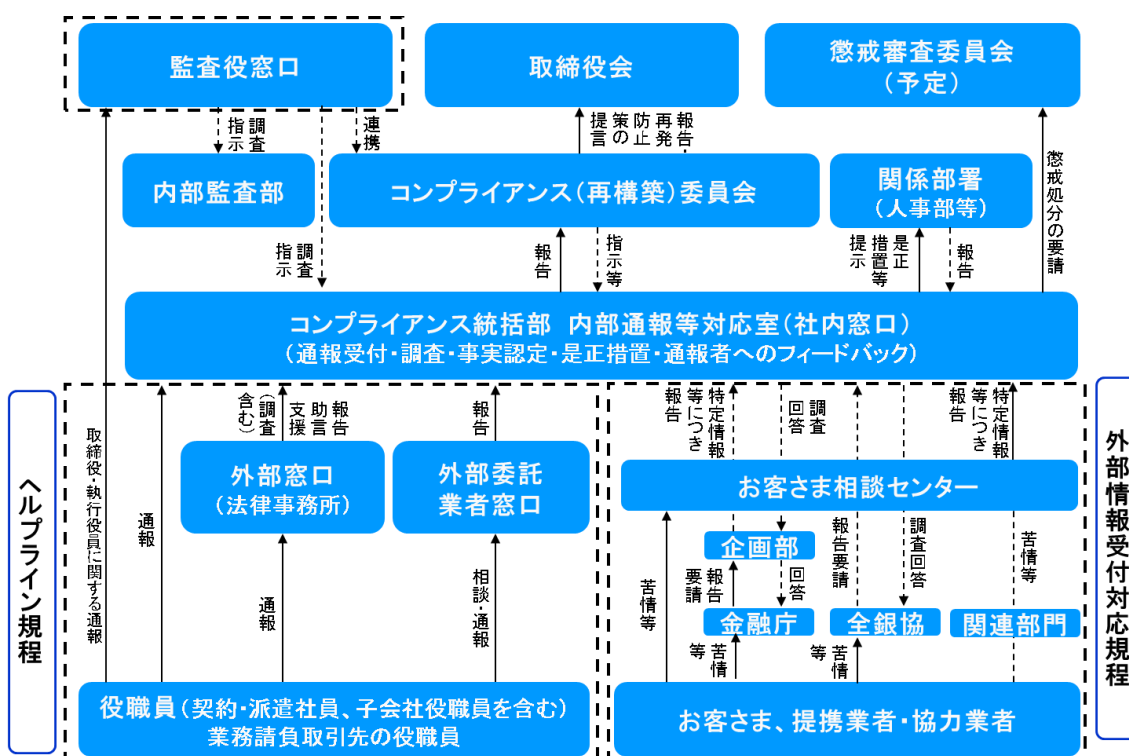 監査役窓口
取締役会
懲戒審査委員会
(予定)
調査
指示
連携
報告・
再発
防止
策の
提言
懲戒処分の要請
内部監査部
コンプライアンス(再構築)委員会
関係部署
(人事部等)
調査
指示
報告
指示等
是正
措置等
提示
報告
コンプライアンス統括部 内部通報等対応室(社内窓口)
(通報受付・調査・事実認定・是正措置・通報者へのフィードバック)
ヘルプライン規程
取締役・執行役員に関する通報
通報
報告
助言
支援
(調査
含む)
報告
外部窓口
(法律事務所)
外部委託
業者窓口
通報
相談・通報
役職員(契約・派遣社員、子会社役職員を含む)
業務請負取引先の役職員
外部情報受付対応規程
特定情報
等につき
報告
調査
回答
特定情報
等につき
報告
お客さま相談センター
企画部
報告
要請
回答
報告要請
調査回答
苦情等
苦情等
金融庁
全銀協
関連部門
苦情
等
苦情
等
お客さま、提携業者・協力業者